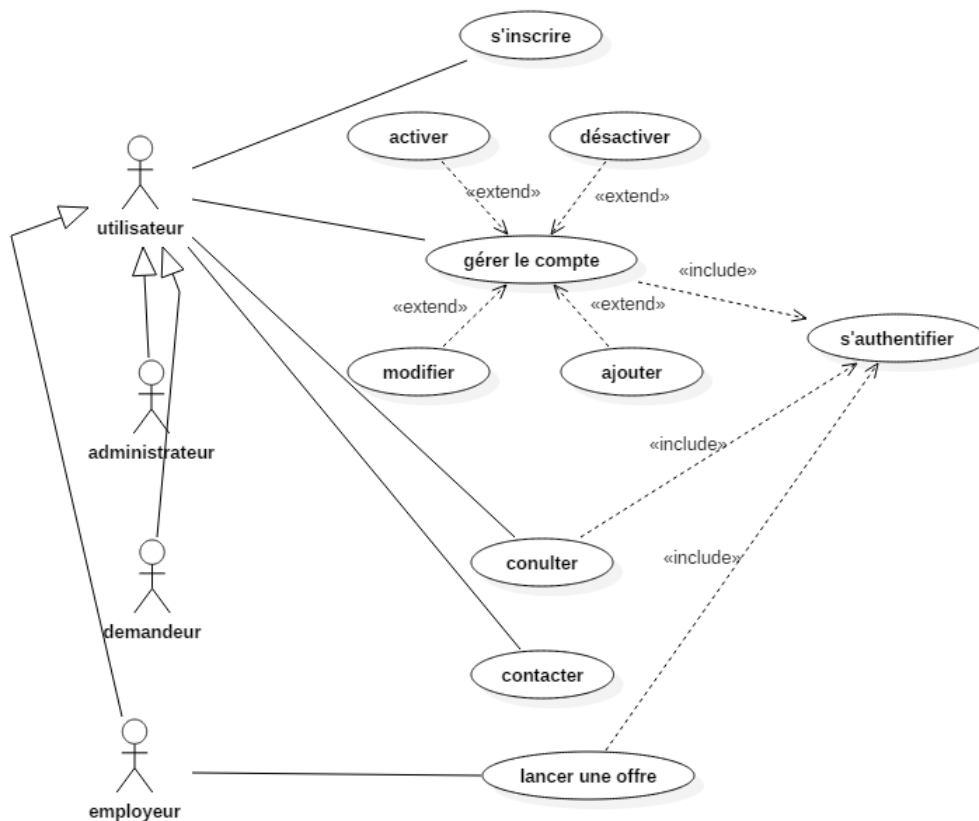 s'inscrire
activer
désactiver
«extend»
«extend»
utilisateur
gérer le compte
«include»
«extend»
«extend»
s'authentifier
modifier
ajouter
administrateur
«include»
conulter
«include»
demandeur
contacter
lancer une offre
employeur